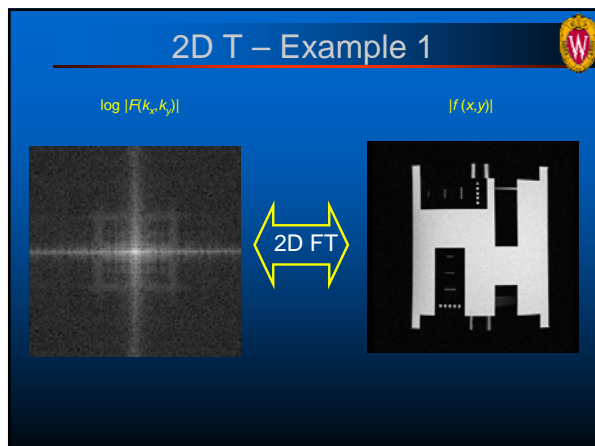 2D T – Example 1
W
log |F(kx,ky)|
|f (x,y)|
2D FT